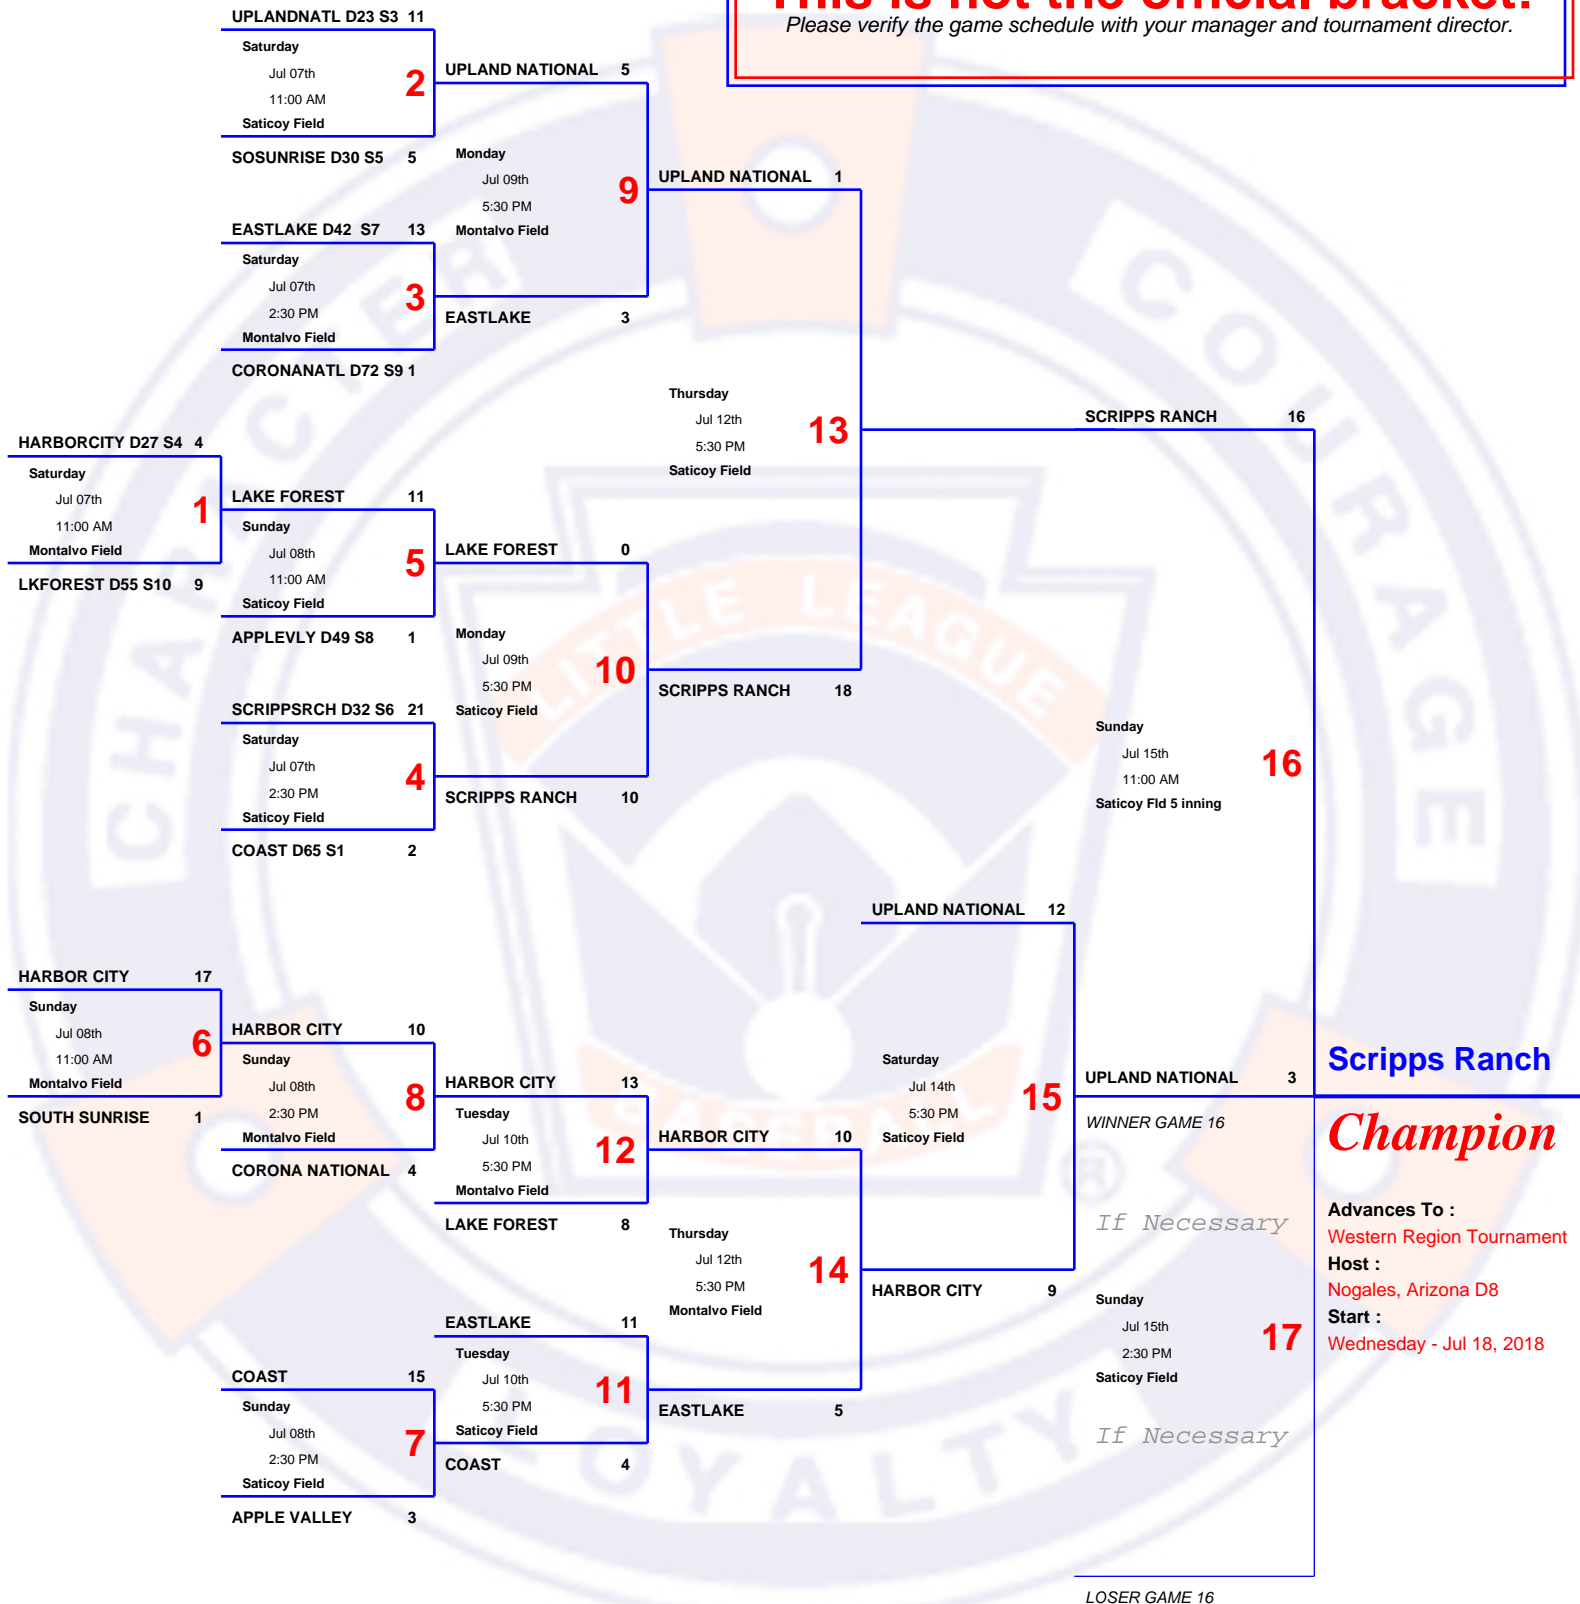 This is not the official bracket!
Please verify the game schedule with your manager and tournament director.
UPLANDNATL D23 S3 11
Saturday
Jul 07th
11:00 AM
Saticoy Field
2
SOSUNRISE D30 S5 5
UPLAND NATIONAL 5
Monday
Jul 09th
5:30 PM
Montalvo Field
9
EASTLAKE D42 S7 13
Saturday
Jul 07th
2:30 PM
Montalvo Field
3
CORONANATL D72 S9 1
EASTLAKE 3
UPLAND NATIONAL 1
Thursday
Jul 12th
5:30 PM
Saticoy Field
13
HARBORCITY D27 S4 4
Saturday
Jul 07th
11:00 AM
Montalvo Field
1
LKFOREST D55 S10 9
LAKE FOREST 11
Sunday
Jul 08th
11:00 AM
Saticoy Field
5
APPLEVLY D49 S8 1
LAKE FOREST 0
Monday
Jul 09th
5:30 PM
Saticoy Field
10
SCRIPPSRCH D32 S6 21
Saturday
Jul 07th
2:30 PM
Saticoy Field
4
COAST D65 S1 2
SCRIPPS RANCH 10
SCRIPPS RANCH 18
SCRIPPS RANCH 16
Sunday
Jul 15th
11:00 AM
Saticoy Fld 5 inning
16
HARBOR CITY 17
Sunday
Jul 08th
11:00 AM
Montalvo Field
6
SOUTH SUNRISE 1
HARBOR CITY 10
Sunday
Jul 08th
2:30 PM
Montalvo Field
8
CORONA NATIONAL 4
HARBOR CITY 13
Tuesday
Jul 10th
5:30 PM
Montalvo Field
12
LAKE FOREST 8
HARBOR CITY 10
Thursday
Jul 12th
5:30 PM
Montalvo Field
14
COAST 15
Sunday
Jul 08th
2:30 PM
Saticoy Field
7
APPLE VALLEY 3
EASTLAKE 11
Tuesday
Jul 10th
5:30 PM
Saticoy Field
11
COAST 4
EASTLAKE 5
UPLAND NATIONAL 12
Saturday
Jul 14th
5:30 PM
Saticoy Field
15
HARBOR CITY 9
UPLAND NATIONAL 3
WINNER GAME 16
If Necessary
Sunday
Jul 15th
2:30 PM
Saticoy Field
17
If Necessary
LOSER GAME 16
Scripps Ranch
Champion
Advances To :
Western Region Tournament
Host :
Nogales, Arizona D8
Start :
Wednesday - Jul 18, 2018
CHARACTER
COURAGE
LOYALTY
LITTLE LEAGUE
BASEBALL
®